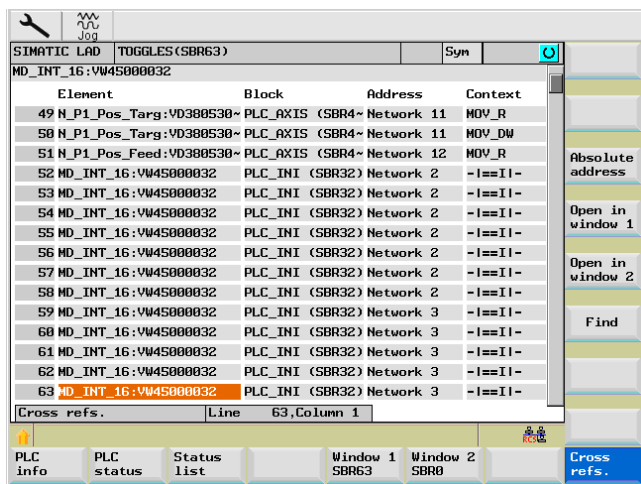 Jog
SIMATIC LAD TOGGLES(SBR63) Sym
MD_INT_16:VW45000032
Element Block Address Context
49 N_P1_Pos_Targ:VD380530~ PLC_AXIS (SBR4~ Network 11 MOV_R
50 N_P1_Pos_Targ:VD380530~ PLC_AXIS (SBR4~ Network 11 MOV_DW
51 N_P1_Pos_Feed:VD380530~ PLC_AXIS (SBR4~ Network 12 MOV_R
52 MD_INT_16:VW45000032 PLC_INI (SBR32) Network 2 -|==I|-
53 MD_INT_16:VW45000032 PLC_INI (SBR32) Network 2 -|==I|-
54 MD_INT_16:VW45000032 PLC_INI (SBR32) Network 2 -|==I|-
55 MD_INT_16:VW45000032 PLC_INI (SBR32) Network 2 -|==I|-
56 MD_INT_16:VW45000032 PLC_INI (SBR32) Network 2 -|==I|-
57 MD_INT_16:VW45000032 PLC_INI (SBR32) Network 2 -|==I|-
58 MD_INT_16:VW45000032 PLC_INI (SBR32) Network 2 -|==I|-
59 MD_INT_16:VW45000032 PLC_INI (SBR32) Network 3 -|==I|-
60 MD_INT_16:VW45000032 PLC_INI (SBR32) Network 3 -|==I|-
61 MD_INT_16:VW45000032 PLC_INI (SBR32) Network 3 -|==I|-
62 MD_INT_16:VW45000032 PLC_INI (SBR32) Network 3 -|==I|-
63 MD_INT_16:VW45000032 PLC_INI (SBR32) Network 3 -|==I|-
Cross refs. Line 63,Column 1
Absolute
address
Open in
window 1
Open in
window 2
Find
RCS
PLC
info
PLC
status
Status
list
Window 1
SBR63
Window 2
SBR0
Cross
refs.